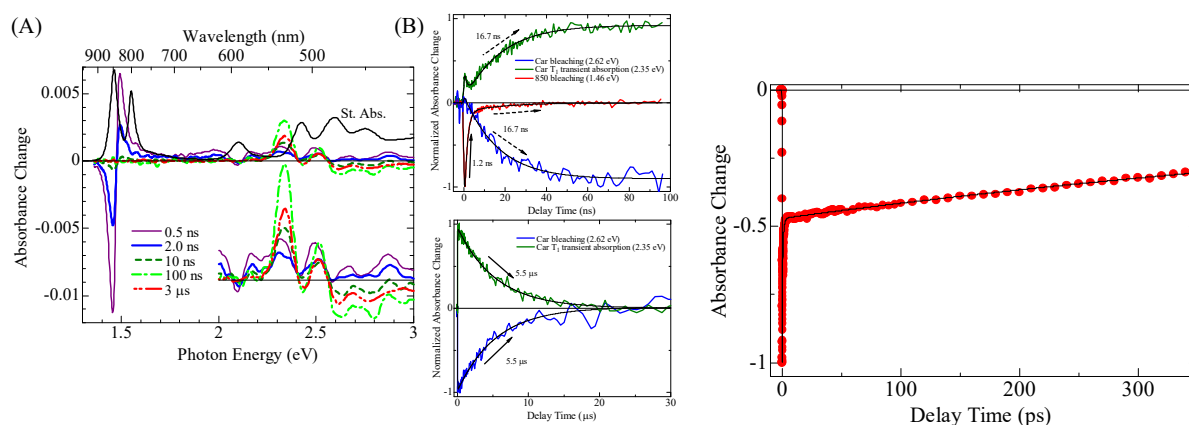 (A)
Wavelength (nm)
900 800 700 600 500
0.005
0
-0.005
-0.01
Absorbance Change
St. Abs.
0.5 ns
2.0 ns
10 ns
100 ns
3 μs
1.5 2 2.5 3
Photon Energy (eV)
(B)
1
0
-1
Normalized Absorbance Change
16.7 ns
Car bleaching (2.62 eV)
Car T₁ transient absorption (2.35 eV)
850 bleaching (1.46 eV)
16.7 ns
1.2 ns
0 20 40 60 80 100
Delay Time (ns)
1
0
-1
Normalized Absorbance Change
Car bleaching (2.62 eV)
Car T₁ transient absorption (2.35 eV)
5.5 μs
5.5 μs
0 10 20 30
Delay Time (μs)
0
-0.5
-1
Absorbance Change
0 100 200 300
Delay Time (ps)